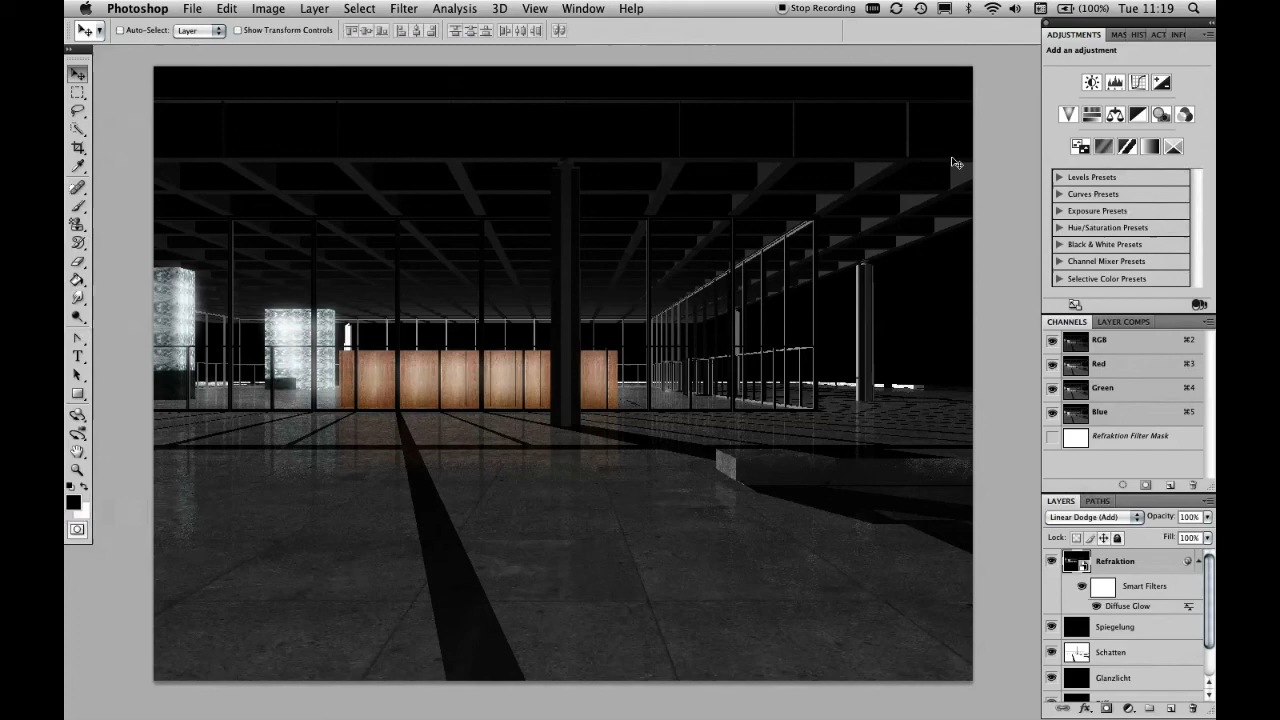 Photoshop File Edit Image Layer Select Filter Analysis 3D View Window Help Stop Recording (100%) Tue 11:19
Auto-Select: Layer Show Transform Controls
ADJUSTMENTS MAS HIST ACT INFO
Add an adjustment
Levels Presets
Curves Presets
Exposure Presets
Hue/Saturation Presets
Black & White Presets
Channel Mixer Presets
Selective Color Presets
CHANNELS LAYER COMPS
RGB ⌘2
Red ⌘3
Green ⌘4
Blue ⌘5
Refraktion Filter Mask
LAYERS PATHS
Linear Dodge (Add) Opacity: 100%
Lock: Fill: 100%
Refraktion
Smart Filters
Diffuse Glow
Spiegelung
Schatten
Glanzlicht